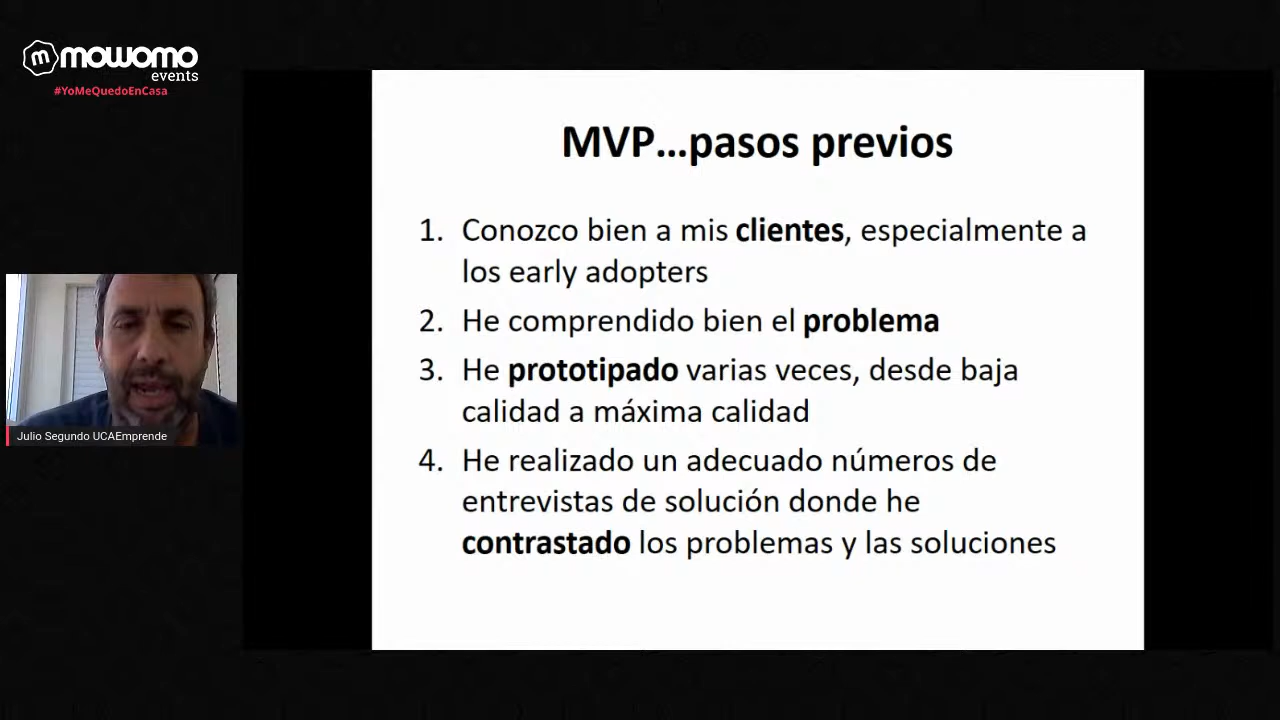 mowomo
events
#YoMeQuedoEnCasa
MVP...pasos previos
1. Conozco bien a mis clientes, especialmente a
los early adopters
2. He comprendido bien el problema
3. He prototipado varias veces, desde baja
calidad a máxima calidad
4. He realizado un adecuado números de
entrevistas de solución donde he
contrastado los problemas y las soluciones
Julio Segundo UCAEmprende